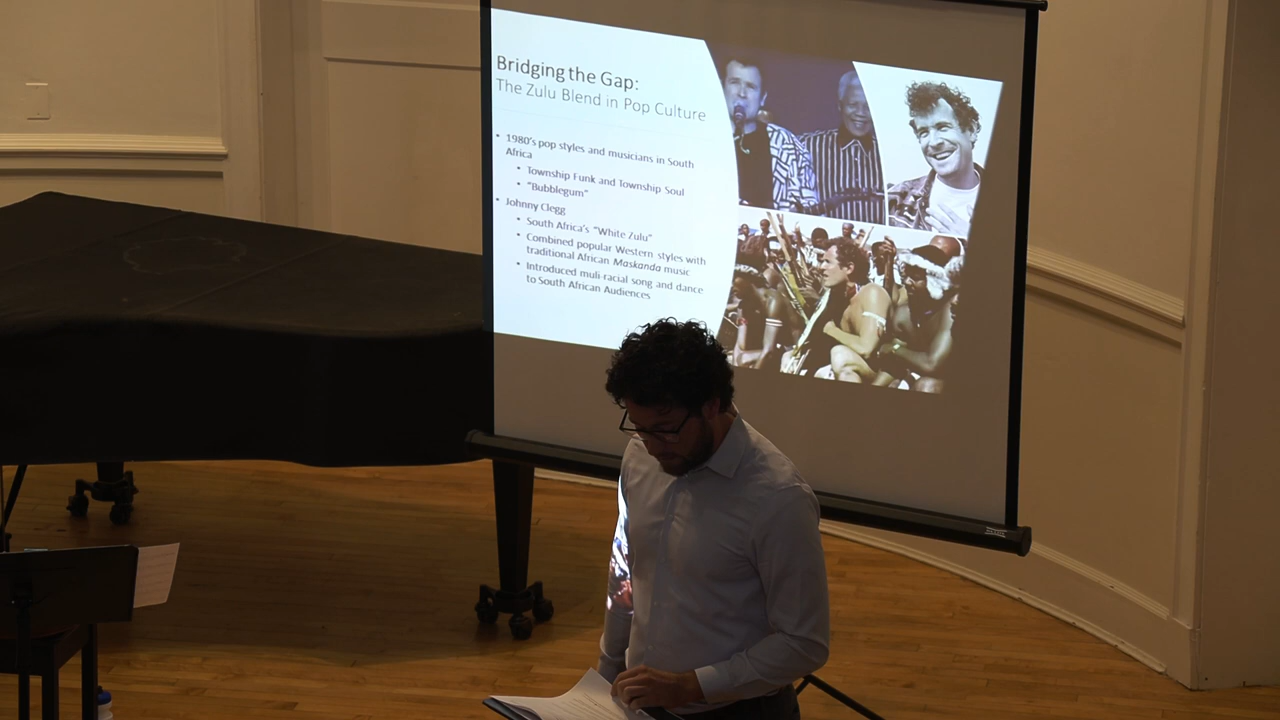 Bridging the Gap:
The Zulu Blend in Pop Culture
• 1980's pop styles and musicians in South
Africa
• Township Funk and Township Soul
• "Bubblegum"
• Johnny Clegg
• South Africa's "White Zulu"
• Combined popular Western styles with
traditional African Maskanda music
• Introduced muli-racial song and dance
to South African Audiences